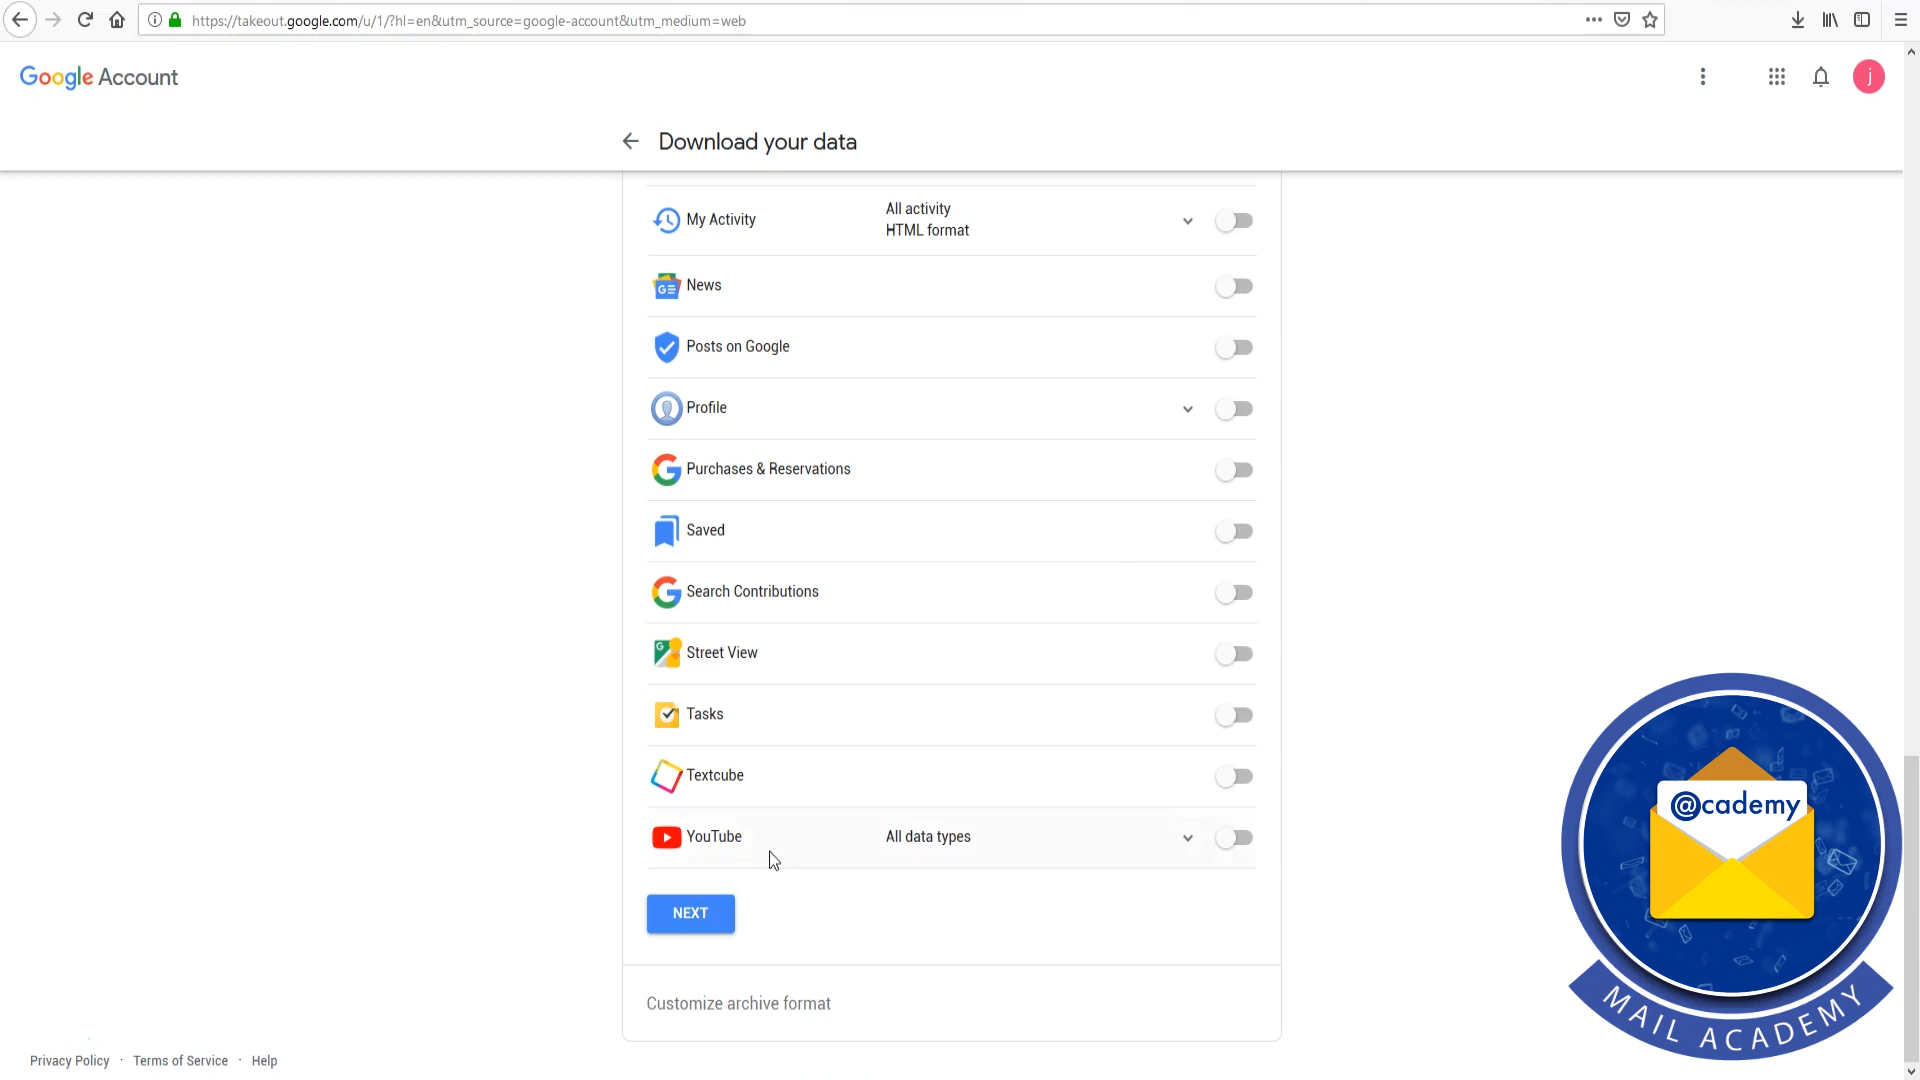 https://takeout.google.com/u/1/?hl=en&utm_source=google-account&utm_medium=web
Google Account
j
Download your data
My Activity
All activity
HTML format
News
Posts on Google
Profile
Purchases & Reservations
Saved
Search Contributions
Street View
Tasks
Textcube
YouTube
All data types
NEXT
Customize archive format
@cademy
MAIL ACADEMY
Privacy Policy · Terms of Service · Help